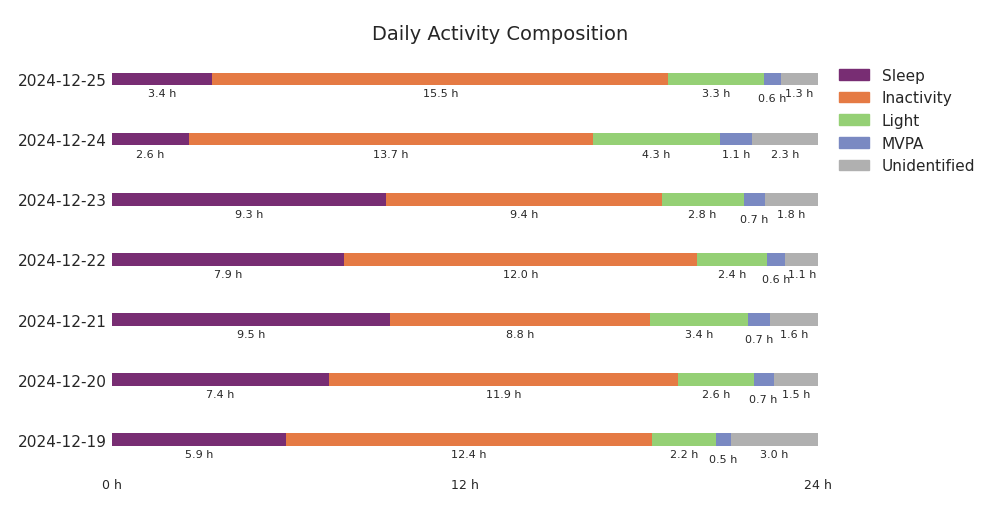 Daily Activity Composition
2024-12-25
3.4 h 15.5 h 3.3 h 0.6 h 1.3 h
2024-12-24
2.6 h 13.7 h 4.3 h 1.1 h 2.3 h
2024-12-23
9.3 h 9.4 h 2.8 h 0.7 h 1.8 h
2024-12-22
7.9 h 12.0 h 2.4 h 0.6 h 1.1 h
2024-12-21
9.5 h 8.8 h 3.4 h 0.7 h 1.6 h
2024-12-20
7.4 h 11.9 h 2.6 h 0.7 h 1.5 h
2024-12-19
5.9 h 12.4 h 2.2 h 0.5 h 3.0 h
0 h 12 h 24 h
Sleep
Inactivity
Light
MVPA
Unidentified